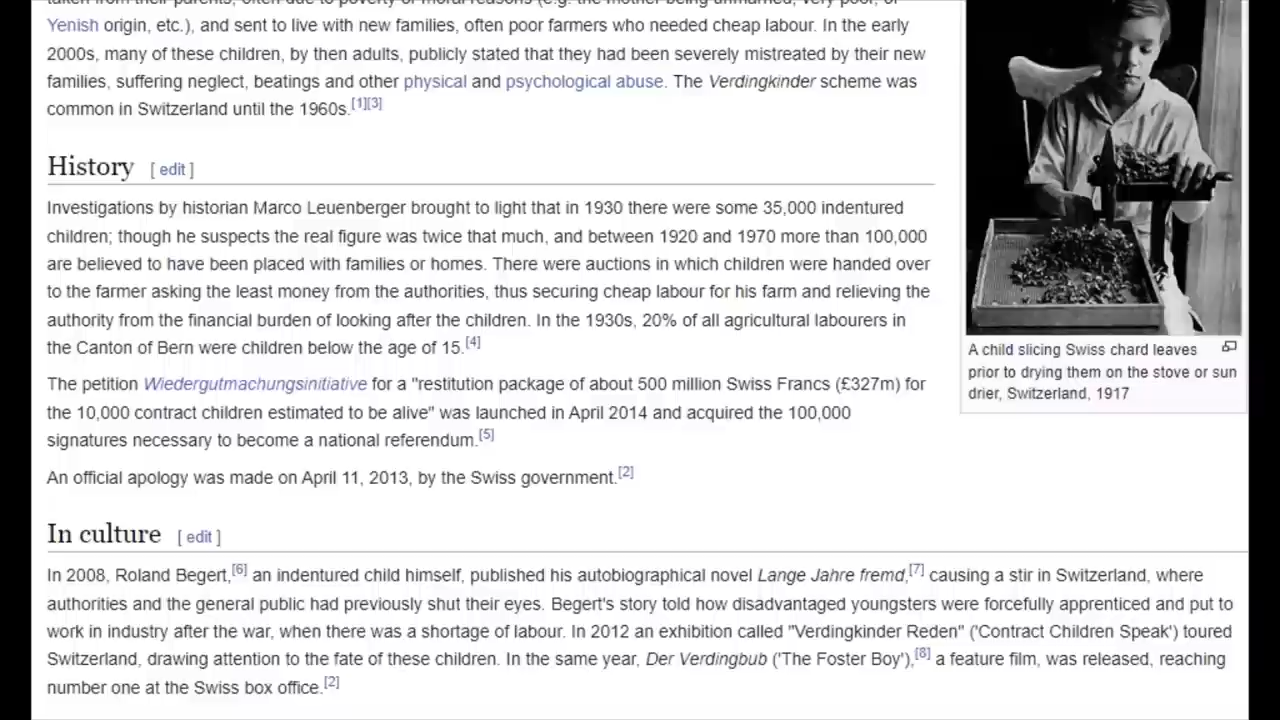 taken from their parents, often due to poverty or moral reasons (e.g. the mother being unmarried, very poor, of
Yenish origin, etc.), and sent to live with new families, often poor farmers who needed cheap labour. In the early
2000s, many of these children, by then adults, publicly stated that they had been severely mistreated by their new
families, suffering neglect, beatings and other physical and psychological abuse. The Verdingkinder scheme was
common in Switzerland until the 1960s.[1][3]
History [ edit ]
Investigations by historian Marco Leuenberger brought to light that in 1930 there were some 35,000 indentured
children; though he suspects the real figure was twice that much, and between 1920 and 1970 more than 100,000
are believed to have been placed with families or homes. There were auctions in which children were handed over
to the farmer asking the least money from the authorities, thus securing cheap labour for his farm and relieving the
authority from the financial burden of looking after the children. In the 1930s, 20% of all agricultural labourers in
the Canton of Bern were children below the age of 15.[4]
The petition Wiedergutmachungsinitiative for a "restitution package of about 500 million Swiss Francs (£327m) for
the 10,000 contract children estimated to be alive" was launched in April 2014 and acquired the 100,000
signatures necessary to become a national referendum.[5]
An official apology was made on April 11, 2013, by the Swiss government.[2]
A child slicing Swiss chard leaves
prior to drying them on the stove or sun
drier, Switzerland, 1917
In culture [ edit ]
In 2008, Roland Begert,[6] an indentured child himself, published his autobiographical novel Lange Jahre fremd,[7] causing a stir in Switzerland, where
authorities and the general public had previously shut their eyes. Begert's story told how disadvantaged youngsters were forcefully apprenticed and put to
work in industry after the war, when there was a shortage of labour. In 2012 an exhibition called "Verdingkinder Reden" ('Contract Children Speak') toured
Switzerland, drawing attention to the fate of these children. In the same year, Der Verdingbub ('The Foster Boy'),[8] a feature film, was released, reaching
number one at the Swiss box office.[2]